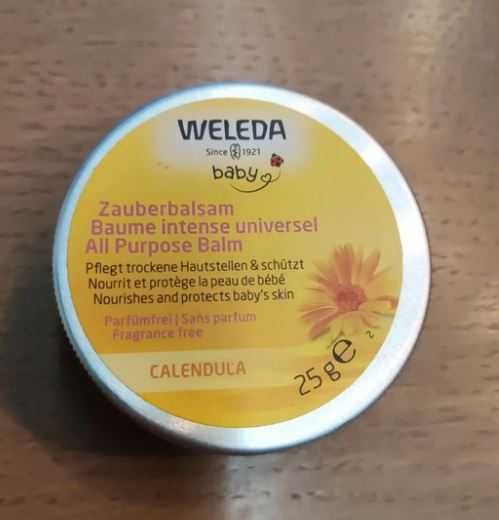 WELEDA
Since 1921
baby
Zauberbalsam
Baume intense universel
All Purpose Balm
Pflegt trockene Hautstellen & schützt
Nourrit et protège la peau de bébé
Nourishes and protects baby's skin
Parfümfrei | Sans parfum
Fragrance free
CALENDULA
25g e
2